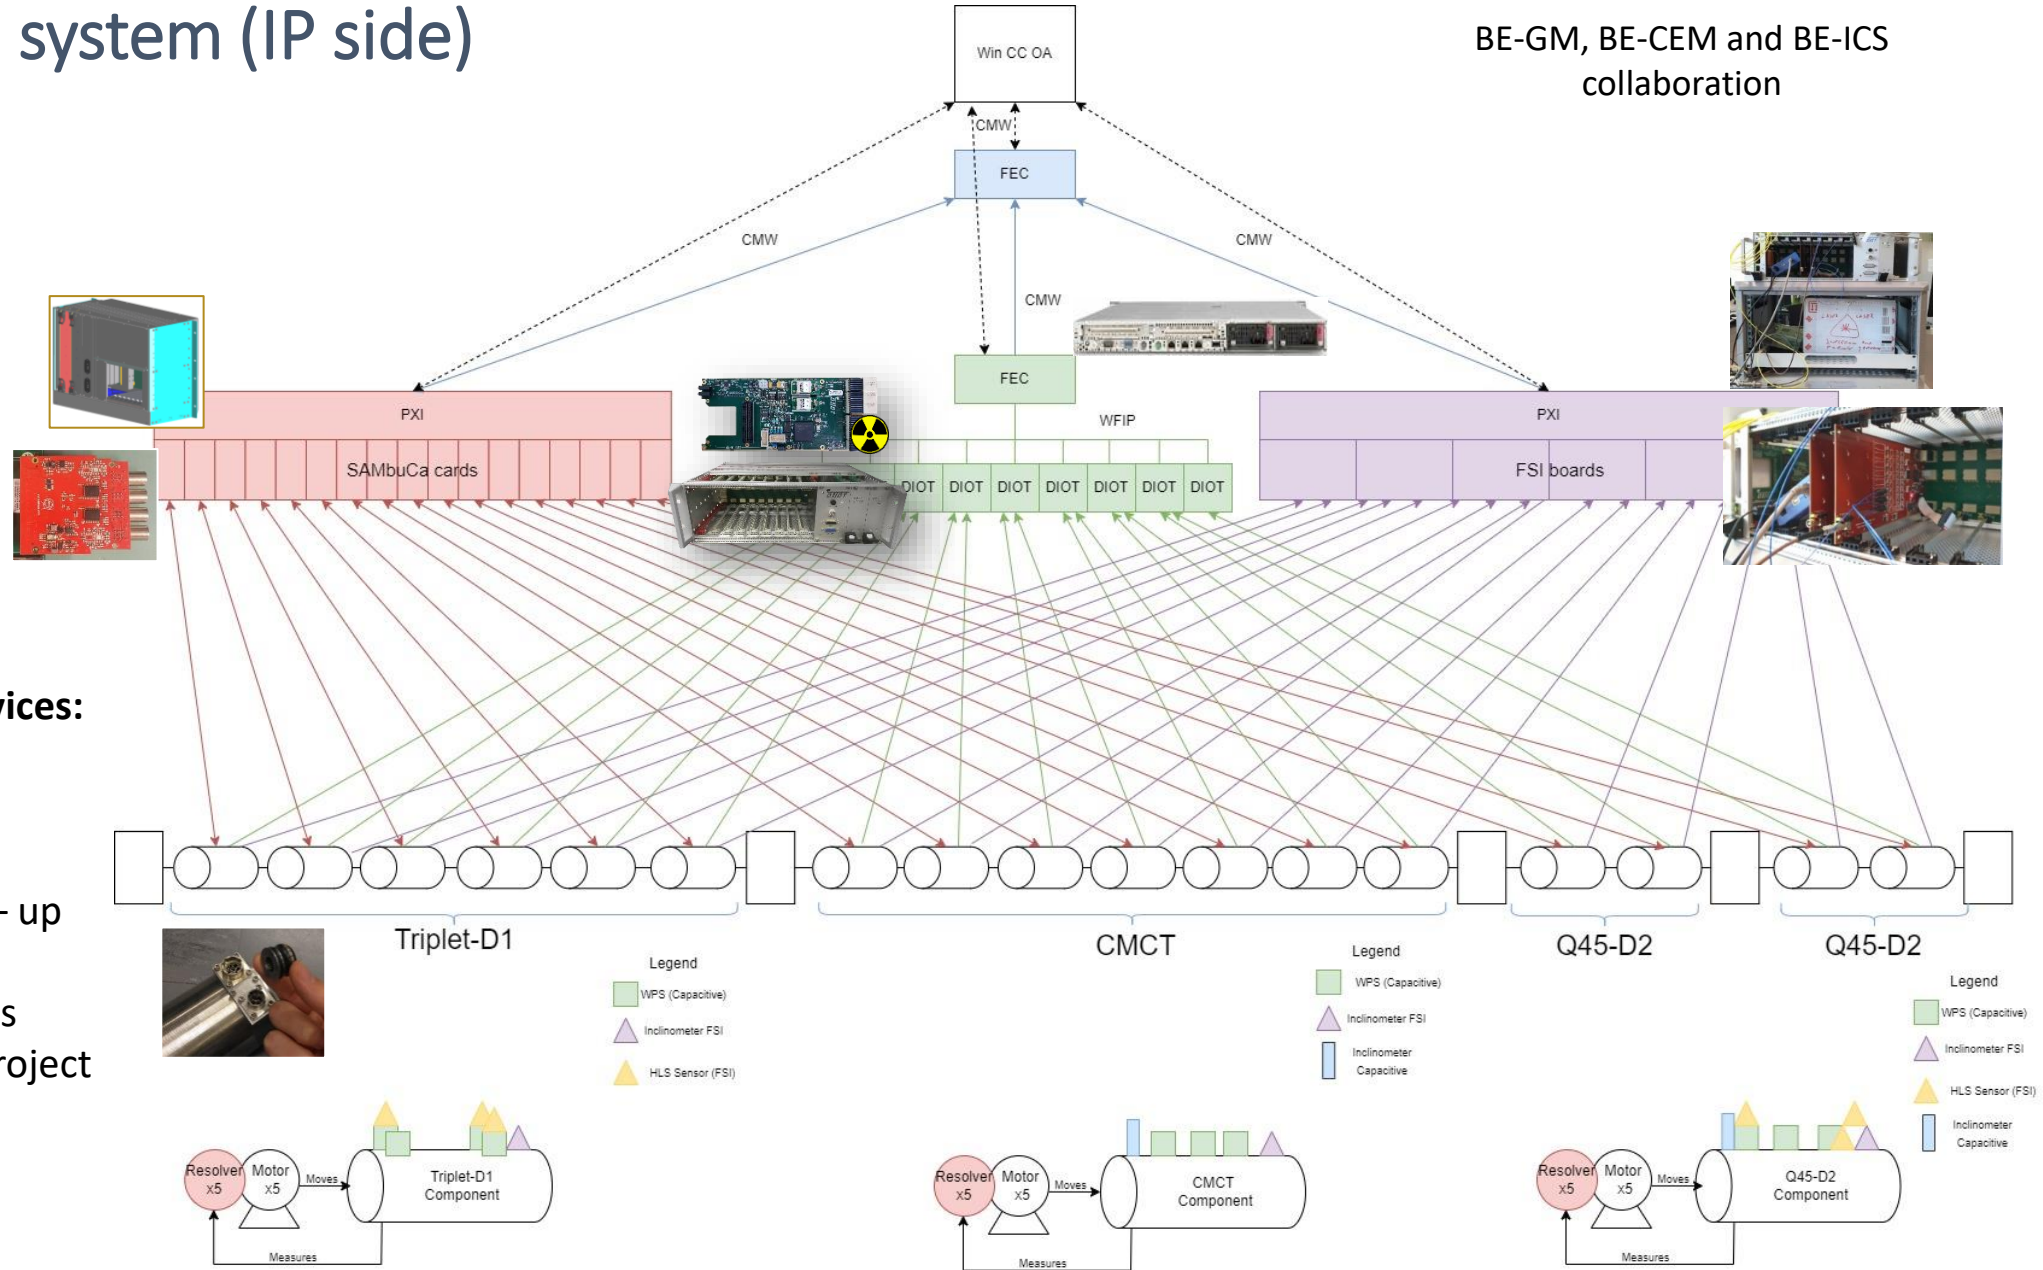 system (IP side)
BE-GM, BE-CEM and BE-ICS
collaboration
Win CC OA
CMW
FEC
CMW
CMW
CMW
FEC
WFIP
PXI
SAMbuCa cards
DIOT
DIOT
DIOT
DIOT
DIOT
DIOT
DIOT
PXI
FSI boards
vices:
- up
s
roject
Triplet-D1
CMCT
Q45-D2
Q45-D2
Legend
WPS (Capacitive)
Inclinometer FSI
HLS Sensor (FSI)
Legend
WPS (Capacitive)
Inclinometer FSI
Inclinometer
Capacitive
Legend
WPS (Capacitive)
Inclinometer FSI
HLS Sensor (FSI)
Inclinometer
Capacitive
Resolver
x5
Motor
x5
Moves
Triplet-D1
Component
Measures
Resolver
x5
Motor
x5
Moves
CMCT
Component
Measures
Resolver
x5
Motor
x5
Moves
Q45-D2
Component
Measures